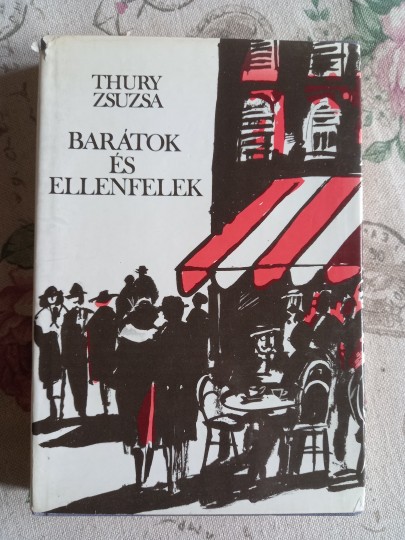 THURY
ZSUZSA
BARÁTOK
ÉS
ELLENFELEK